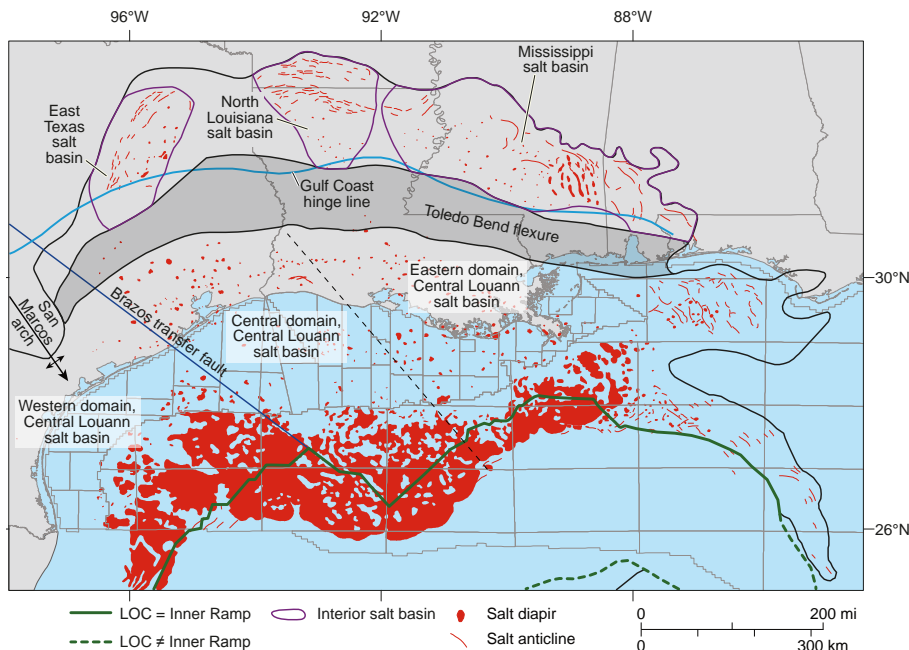 96°W
92°W
88°W
Mississippi
salt basin
North
Louisiana
salt basin
East
Texas
salt
basin
Gulf Coast
hinge line
Toledo Bend flexure
Eastern domain,
Central Louann
salt basin
30°N
San
Marcos
arch
Brazos transfer fault
Central domain,
Central Louann
salt basin
Western domain,
Central Louann
salt basin
26°N
LOC = Inner Ramp
Interior salt basin
Salt diapir
0
200 mi
LOC ≠ Inner Ramp
Salt anticline
0
300 km